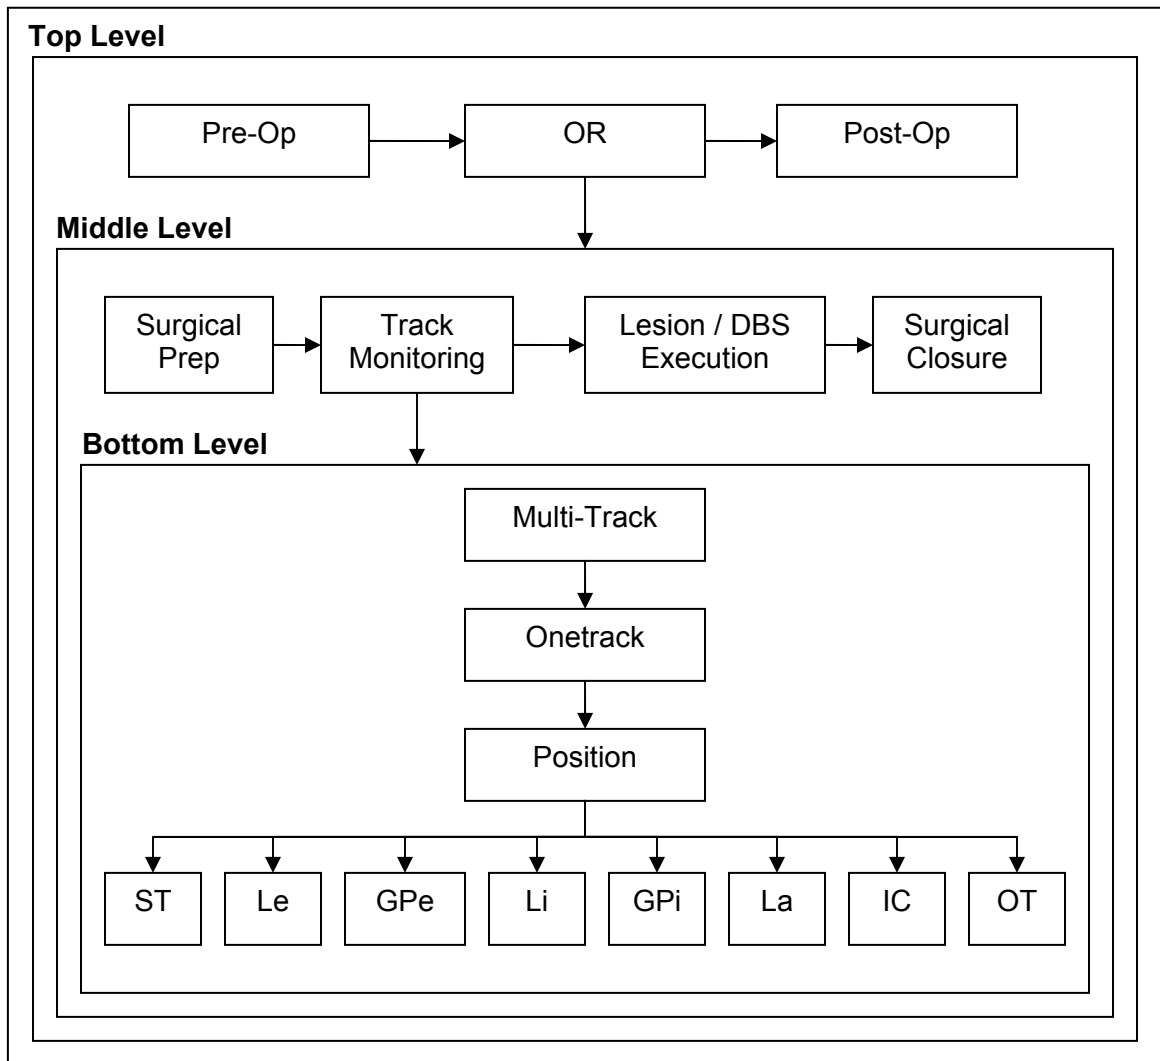 Top Level
Pre-Op
OR
Post-Op
Middle Level
Surgical
Prep
Track
Monitoring
Lesion / DBS
Execution
Surgical
Closure
Bottom Level
Multi-Track
Onetrack
Position
ST
Le
GPe
Li
GPi
La
IC
OT